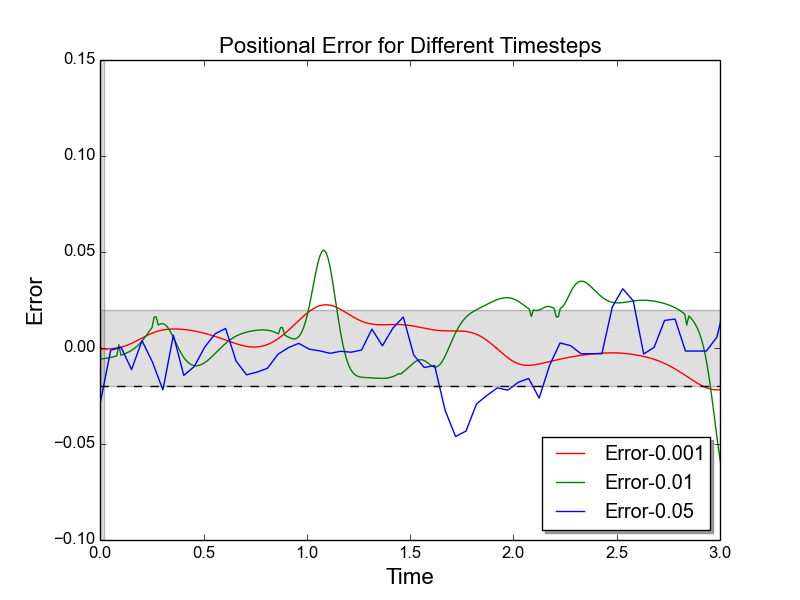 Positional Error for Different Timesteps
0.15
0.10
0.05
0.00
−0.05
−0.10
Error
0.0 0.5 1.0 1.5 2.0 2.5 3.0
Time
Error-0.001
Error-0.01
Error-0.05